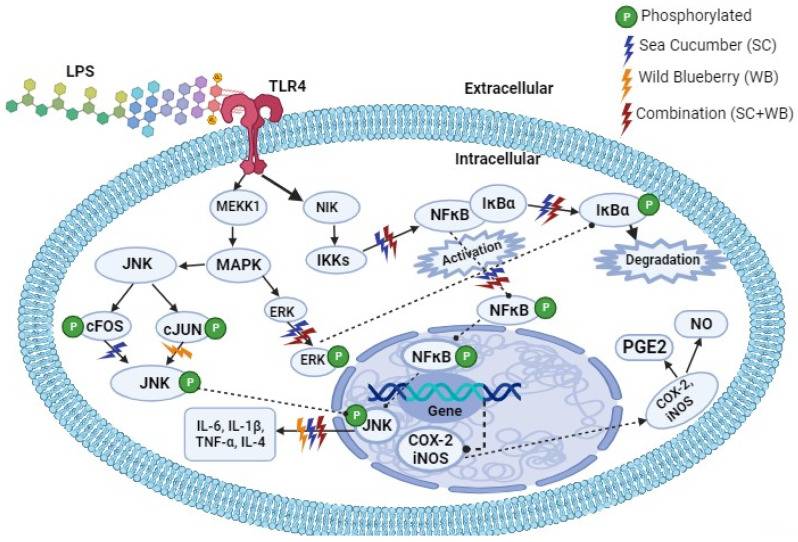 P Phosphorylated
Sea Cucumber (SC)
Wild Blueberry (WB)
Combination (SC+WB)
LPS
TLR4
Extracellular
Intracellular
MEKK1
NIK
NFκB
IκBα
IκBα
P
IKKs
Activation
Degradation
JNK
MAPK
ERK
NFκB
P
P
cFOS
cJUN
P
ERK
P
NFκB
P
PGE2
NO
JNK
P
P
JNK
Gene
COX-2,
iNOS
IL-6, IL-1β,
TNF-α, IL-4
COX-2
iNOS